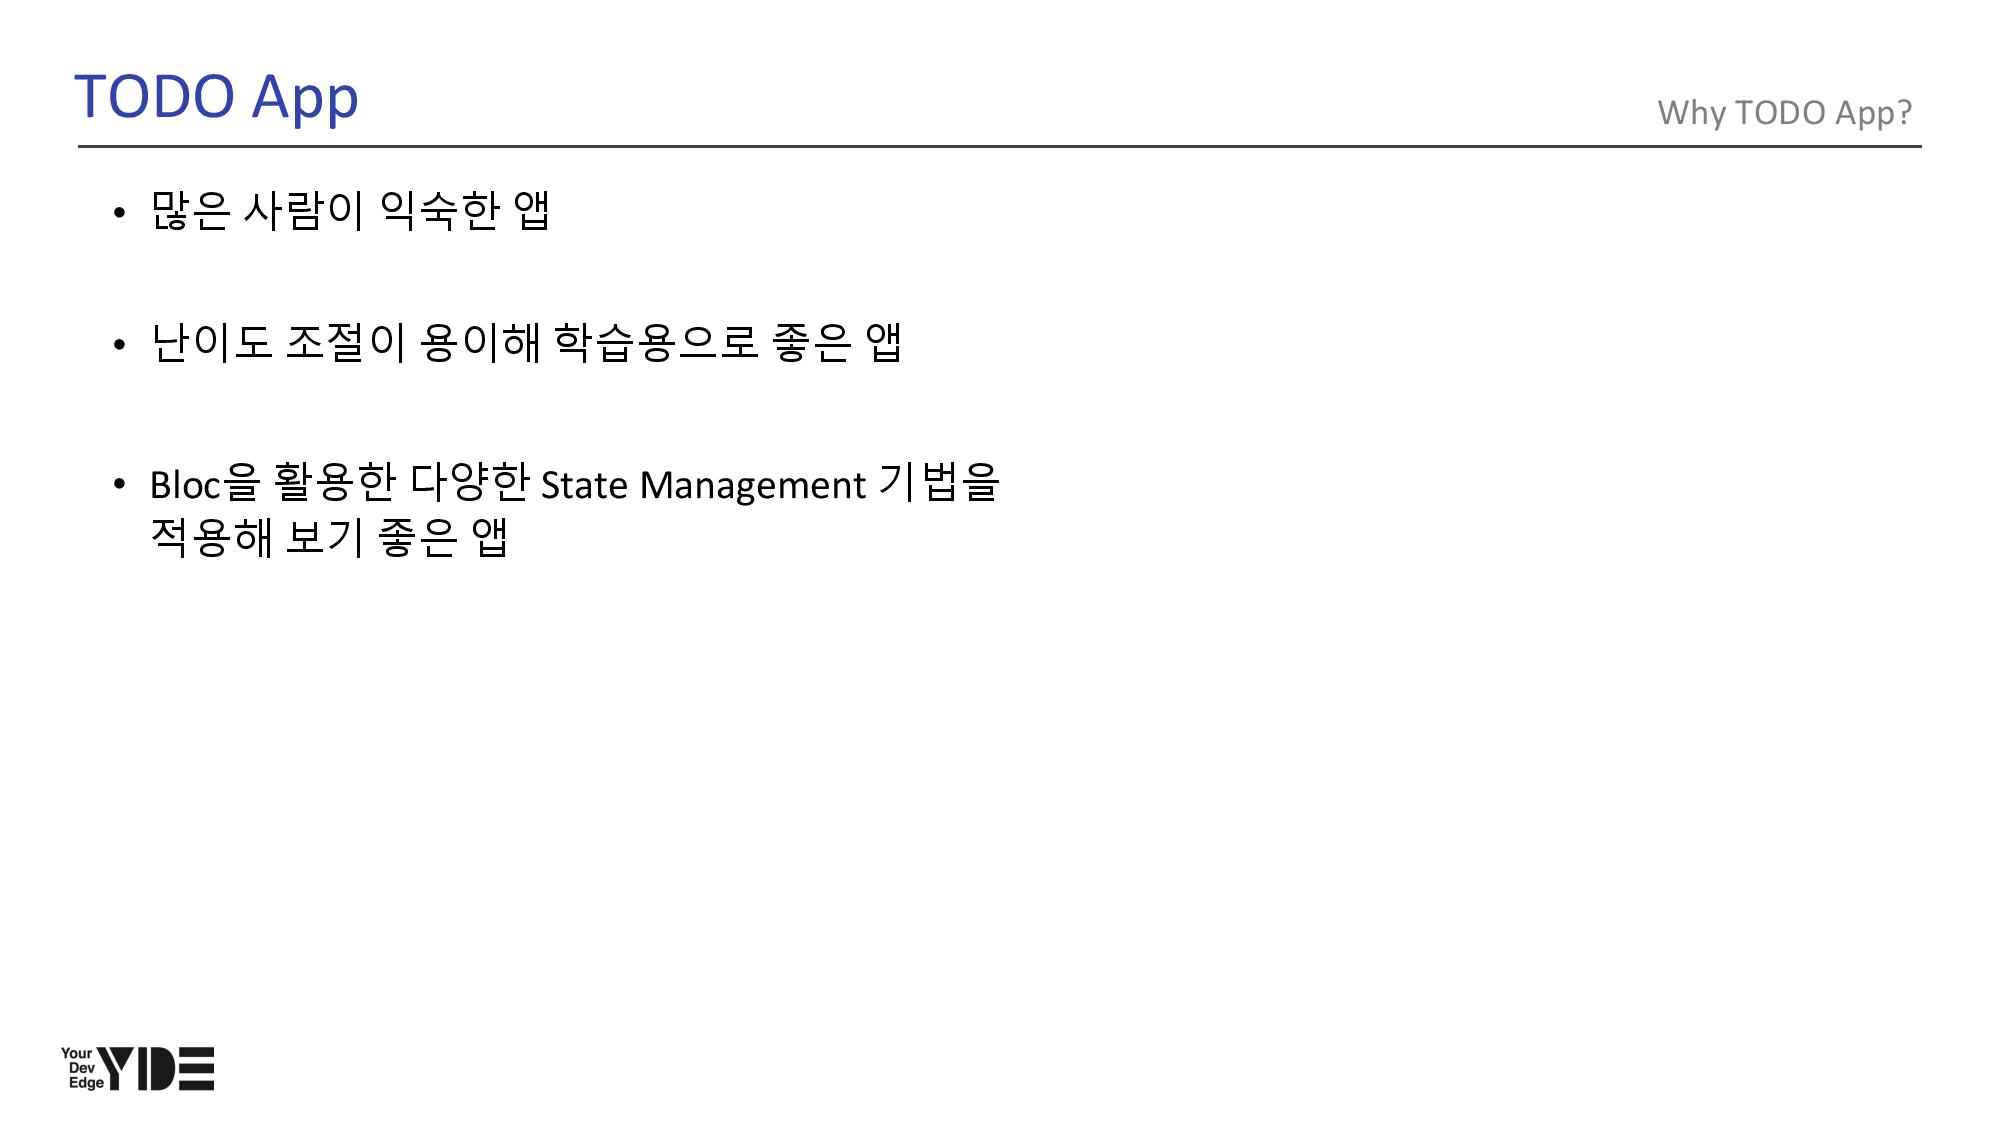 TODO App
Why TODO App?
• 많은 사람이 익숙한 앱
• 난이도 조절이 용이해 학습용으로 좋은 앱
• Bloc을 활용한 다양한 State Management 기법을
적용해 보기 좋은 앱
Your
Dev
Edge
YDE